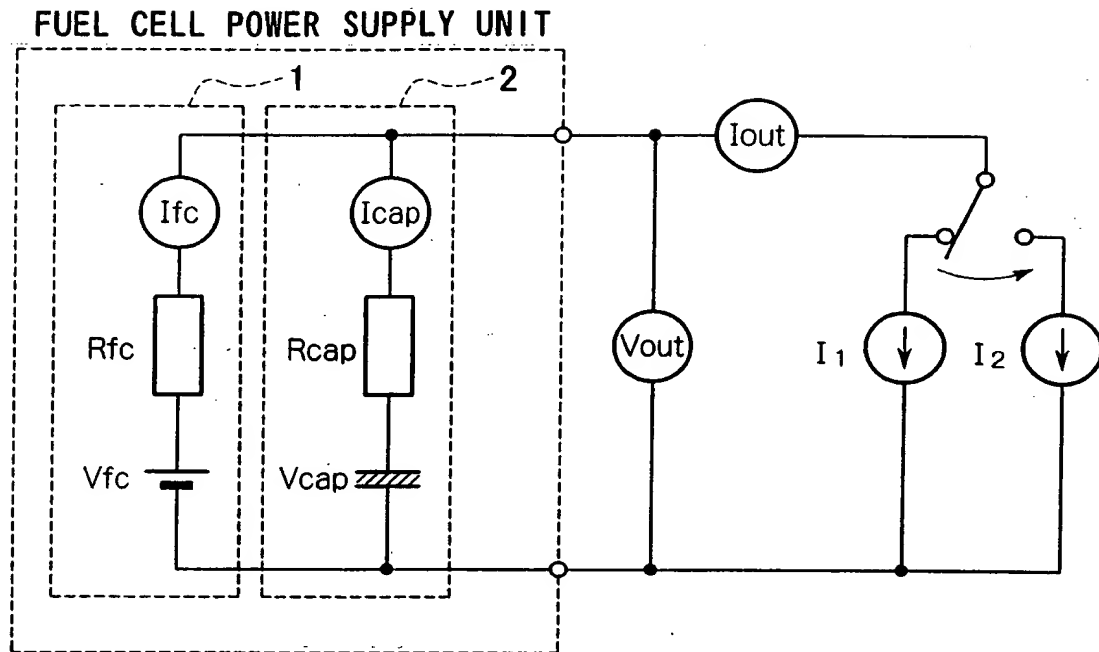 FUEL CELL POWER SUPPLY UNIT
1 2
Iout
Ifc Icap
Rfc Rcap Vout I1 I2
Vfc Vcap